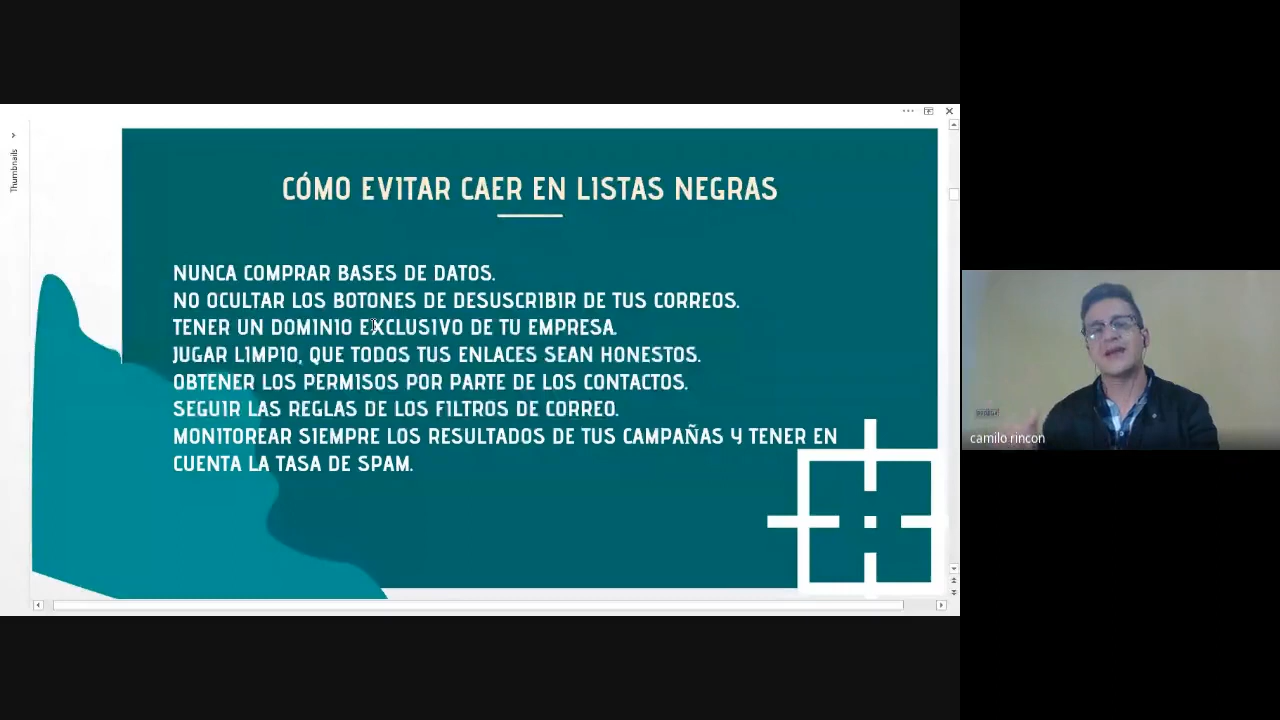 Thumbnails
CÓMO EVITAR CAER EN LISTAS NEGRAS
NUNCA COMPRAR BASES DE DATOS.
NO OCULTAR LOS BOTONES DE DESUSCRIBIR DE TUS CORREOS.
TENER UN DOMINIO EXCLUSIVO DE TU EMPRESA.
JUGAR LIMPIO, QUE TODOS TUS ENLACES SEAN HONESTOS.
OBTENER LOS PERMISOS POR PARTE DE LOS CONTACTOS.
SEGUIR LAS REGLAS DE LOS FILTROS DE CORREO.
MONITOREAR SIEMPRE LOS RESULTADOS DE TUS CAMPAÑAS Y TENER EN
CUENTA LA TASA DE SPAM.
camilo rincon